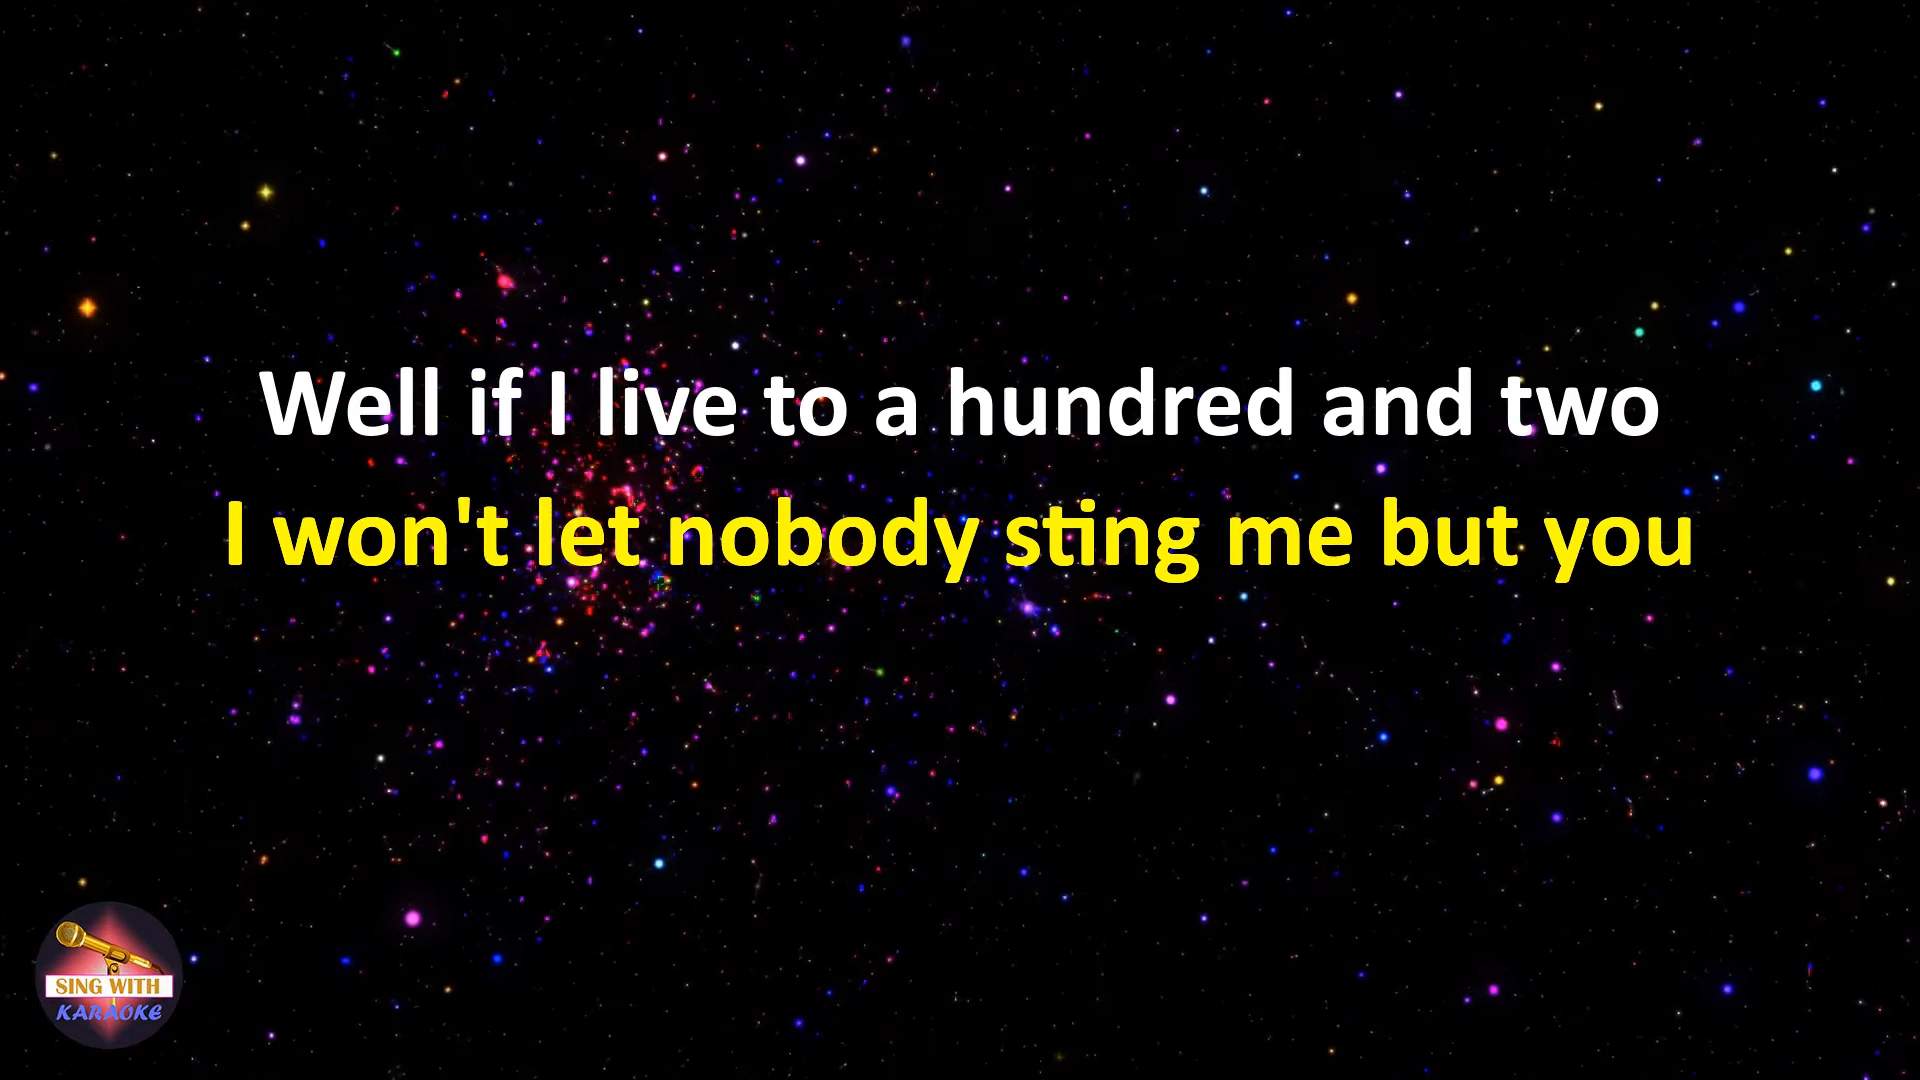 Well if I live to a hundred and two
I won't let nobody sting me but you
SING WITH
KARAOKE